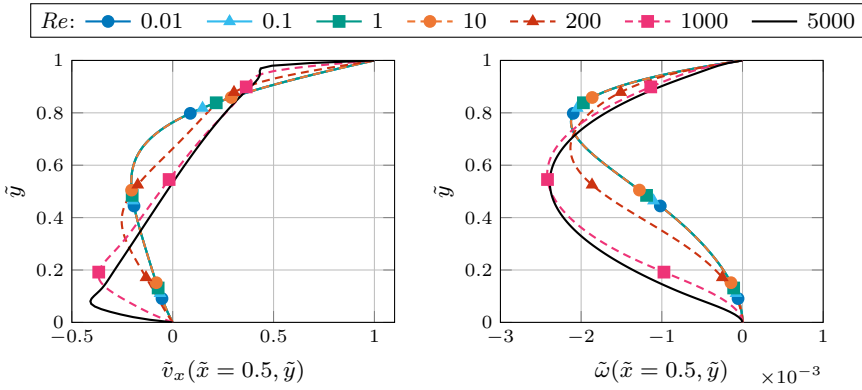 Re: 0.01 0.1 1 10 200 1000 5000
1
0.8
0.6
0.4
0.2
0
ỹ
−0.5 0 0.5 1
ṽₓ(x̃ = 0.5, ỹ)
1
0.8
0.6
0.4
0.2
0
ỹ
−3 −2 −1 0 1
ω̃(x̃ = 0.5, ỹ) ×10⁻³